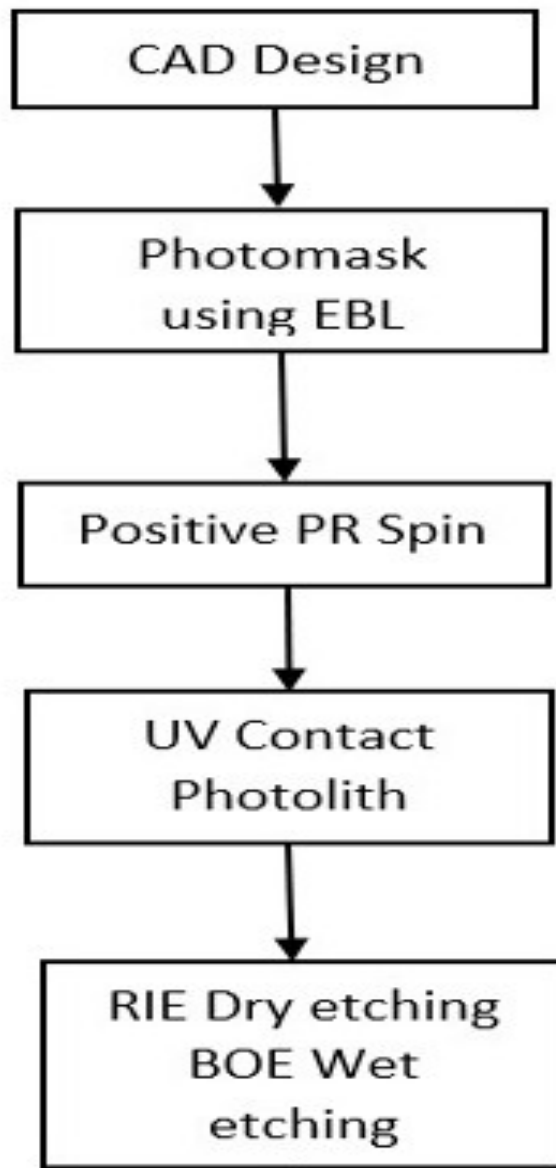 CAD Design
Photomask
using EBL
Positive PR Spin
UV Contact
Photolith
RIE Dry etching
BOE Wet
etching